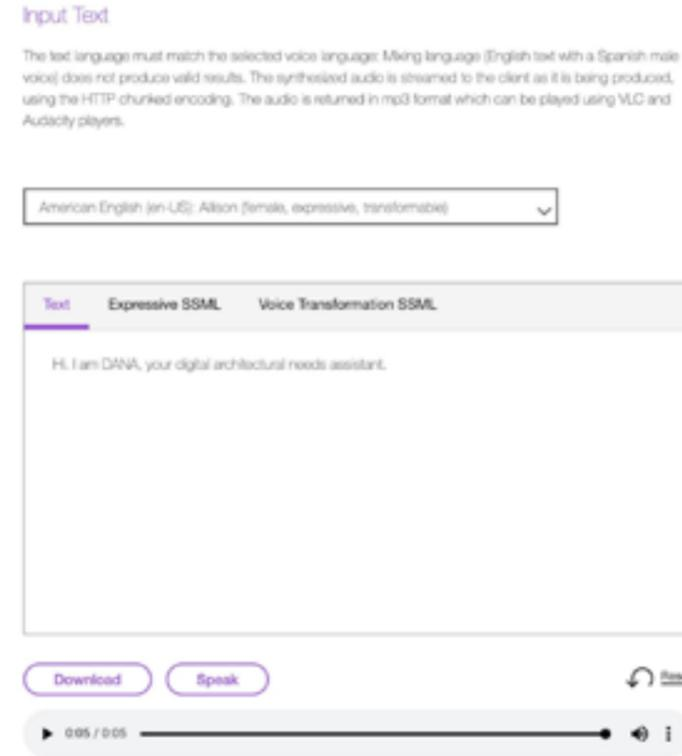 Input Text
The text language must match the selected voice language: Mixing language (English text with a Spanish male
voice) does not produce valid results. The synthesized audio is streamed to the client as it is being produced,
using the HTTP chunked encoding. The audio is returned in mp3 format which can be played using VLC and
Audacity players.
American English (en-US): Allison (female, expressive, transformable)
Text Expressive SSML Voice Transformation SSML
Hi, I am DANA, your digital architectural needs assistant.
Download Speak
0:05 / 0:05